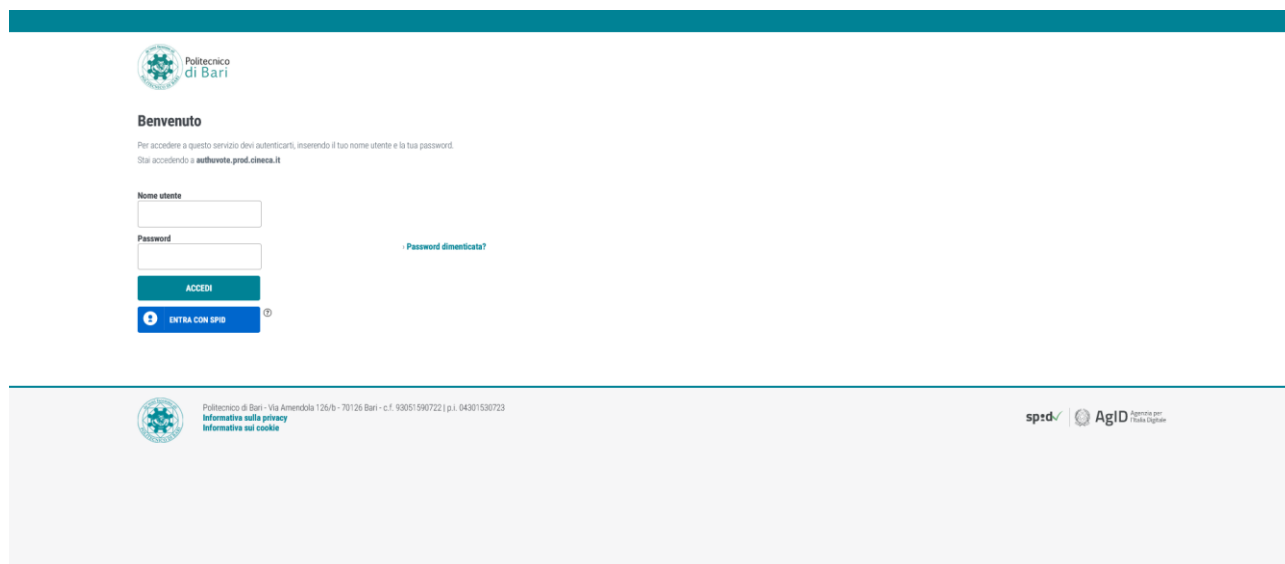 Politecnico
di Bari
Benvenuto
Per accedere a questo servizio devi autenticarti, inserendo il tuo nome utente e la tua password.
Stai accedendo a authuvote.prod.cineca.it
Nome utente
Password
› Password dimenticata?
ACCEDI
ENTRA CON SPID
?
Politecnico di Bari - Via Amendola 126/b - 70126 Bari - c.f. 93051590722 | p.i. 04301530723
Informativa sulla privacy
Informativa sui cookie
spid
AgID
Agenzia per
l'Italia Digitale